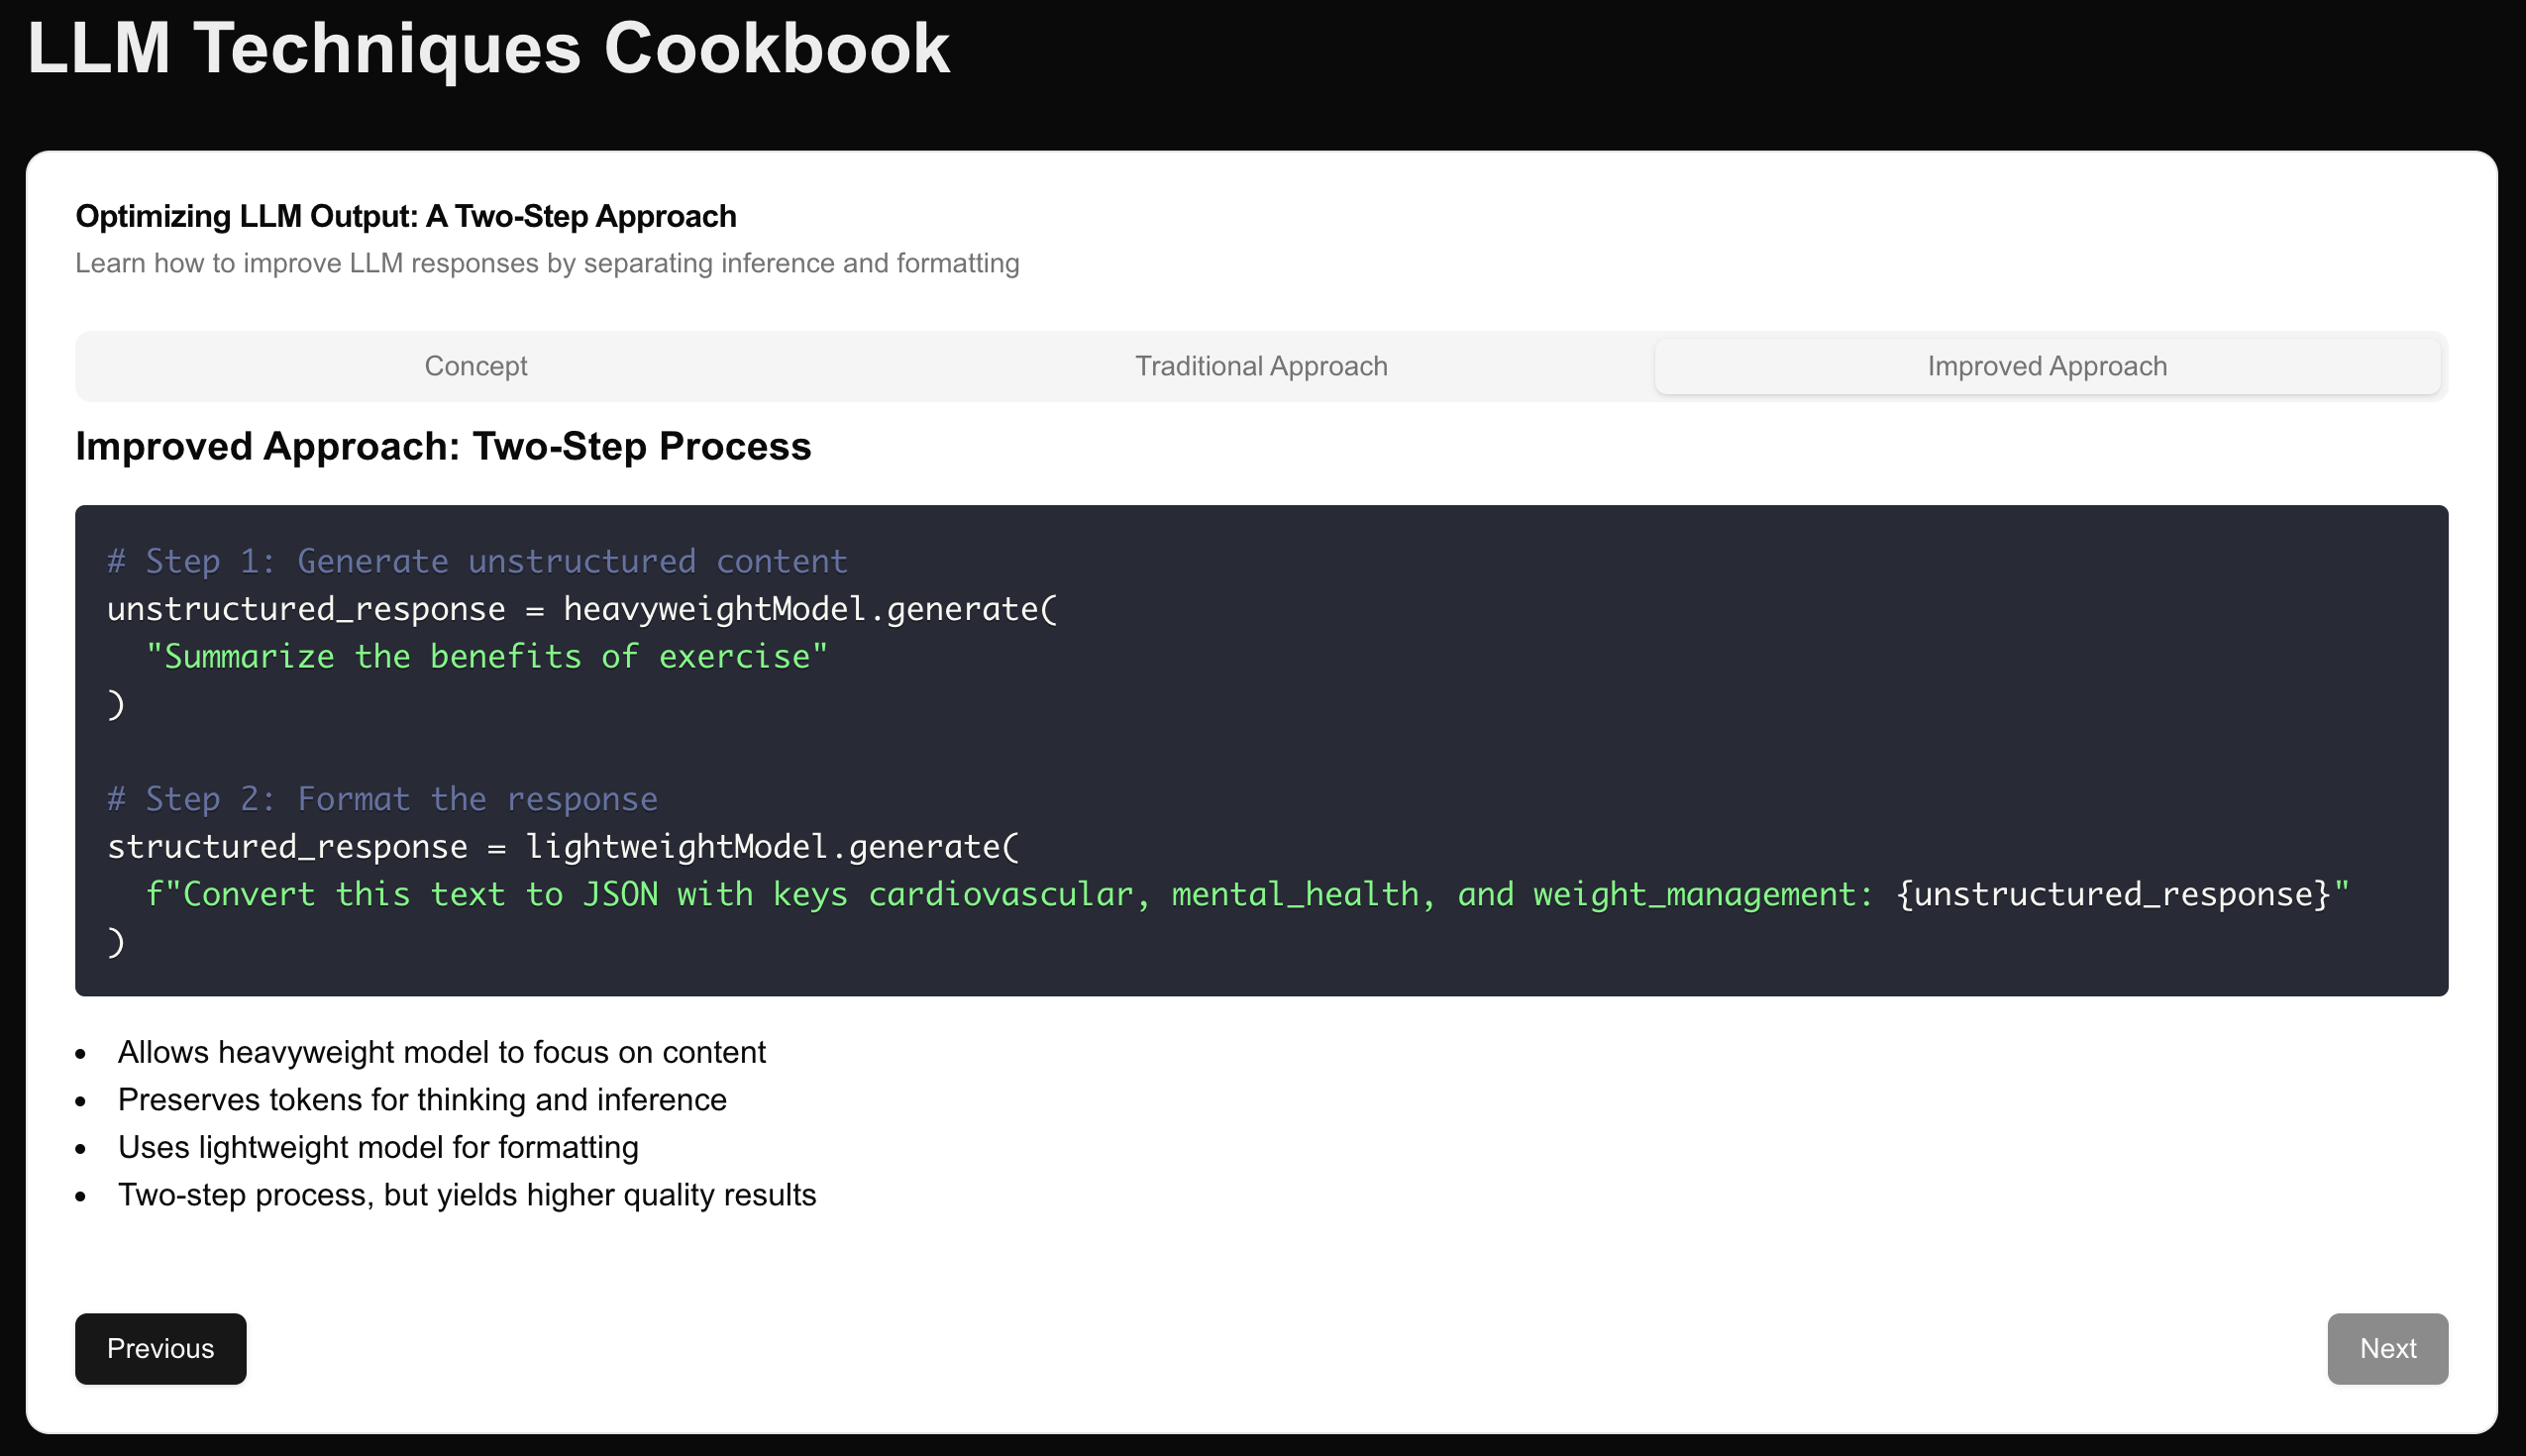 LLM Techniques Cookbook
Optimizing LLM Output: A Two-Step Approach
Learn how to improve LLM responses by separating inference and formatting
Concept
Traditional Approach
Improved Approach
Improved Approach: Two-Step Process
# Step 1: Generate unstructured content
unstructured_response = heavyweightModel.generate(
  "Summarize the benefits of exercise"
)

# Step 2: Format the response
structured_response = lightweightModel.generate(
  f"Convert this text to JSON with keys cardiovascular, mental_health, and weight_management: {unstructured_response}"
)
• Allows heavyweight model to focus on content
• Preserves tokens for thinking and inference
• Uses lightweight model for formatting
• Two-step process, but yields higher quality results
Previous
Next